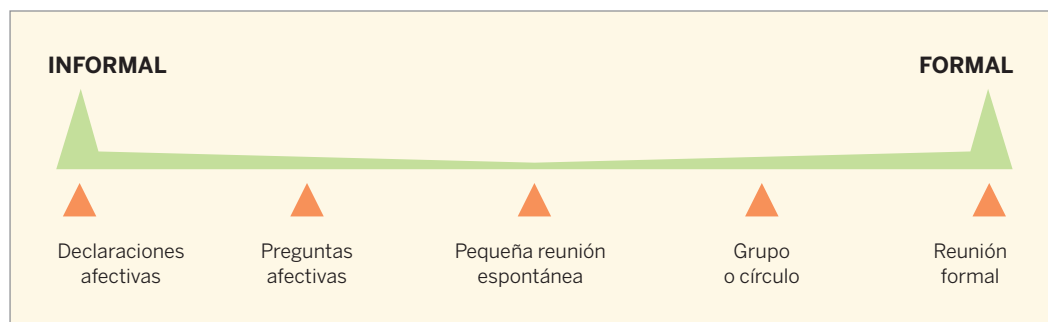 INFORMAL
FORMAL
Declaraciones
afectivas
Preguntas
afectivas
Pequeña reunión
espontánea
Grupo
o círculo
Reunión
formal